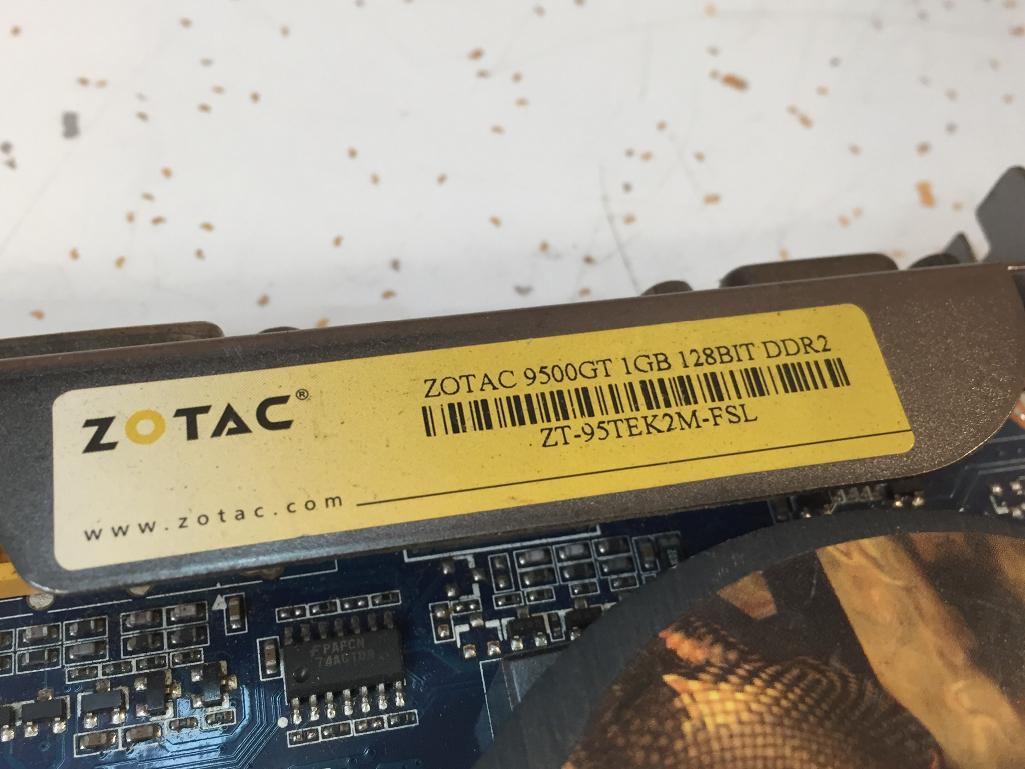 ZOTAC®
ZOTAC 9500GT 1GB 128BIT DDR2
ZT-95TEK2M-FSL
www.zotac.com